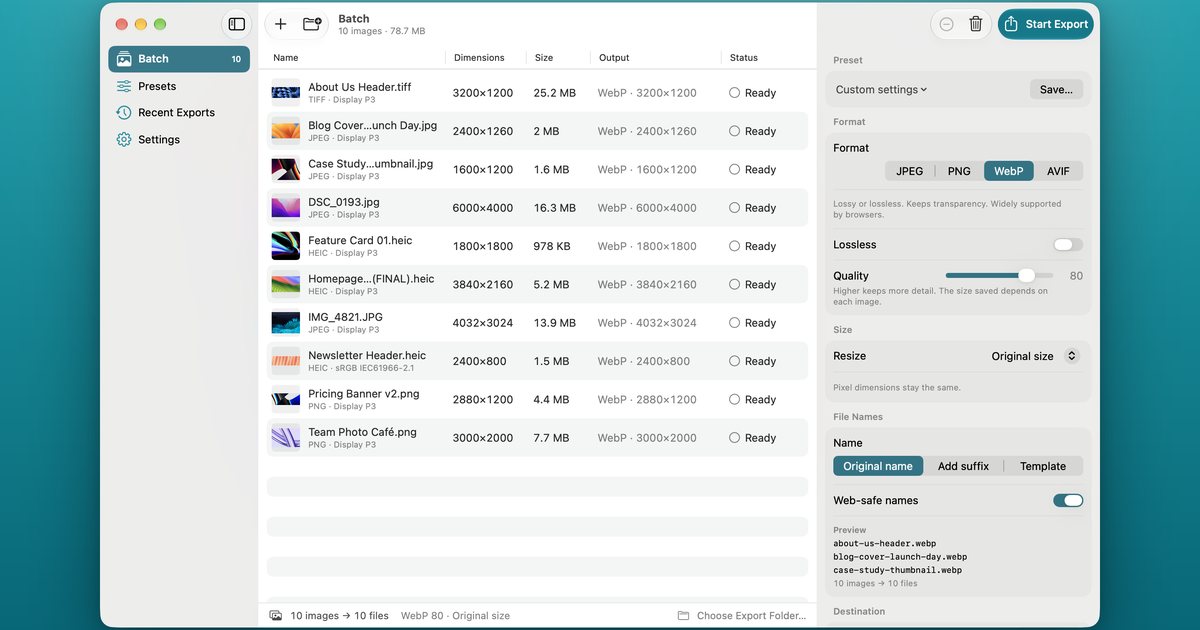 Batch 10
Presets
Recent Exports
Settings
Batch
10 images · 78.7 MB
Name Dimensions Size Output Status
About Us Header.tiff
TIFF · Display P3
3200×1200 25.2 MB WebP · 3200×1200 Ready
Blog Cover...unch Day.jpg
JPEG · Display P3
2400×1260 2 MB WebP · 2400×1260 Ready
Case Study...umbnail.jpg
JPEG · Display P3
1600×1200 1.6 MB WebP · 1600×1200 Ready
DSC_0193.jpg
JPEG · Display P3
6000×4000 16.3 MB WebP · 6000×4000 Ready
Feature Card 01.heic
HEIC · Display P3
1800×1800 978 KB WebP · 1800×1800 Ready
Homepage...(FINAL).heic
HEIC · Display P3
3840×2160 5.2 MB WebP · 3840×2160 Ready
IMG_4821.JPG
JPEG · Display P3
4032×3024 13.9 MB WebP · 4032×3024 Ready
Newsletter Header.heic
HEIC · sRGB IEC61966-2.1
2400×800 1.5 MB WebP · 2400×800 Ready
Pricing Banner v2.png
PNG · Display P3
2880×1200 4.4 MB WebP · 2880×1200 Ready
Team Photo Café.png
PNG · Display P3
3000×2000 7.7 MB WebP · 3000×2000 Ready
10 images → 10 files WebP 80 · Original size Choose Export Folder...
Start Export
Preset
Custom settings Save...
Format
Format
JPEG PNG WebP AVIF
Lossy or lossless. Keeps transparency. Widely supported
by browsers.
Lossless
Quality 80
Higher keeps more detail. The size saved depends on
each image.
Size
Resize Original size
Pixel dimensions stay the same.
File Names
Name
Original name Add suffix Template
Web-safe names
Preview
about-us-header.webp
blog-cover-launch-day.webp
case-study-thumbnail.webp
10 images → 10 files
Destination